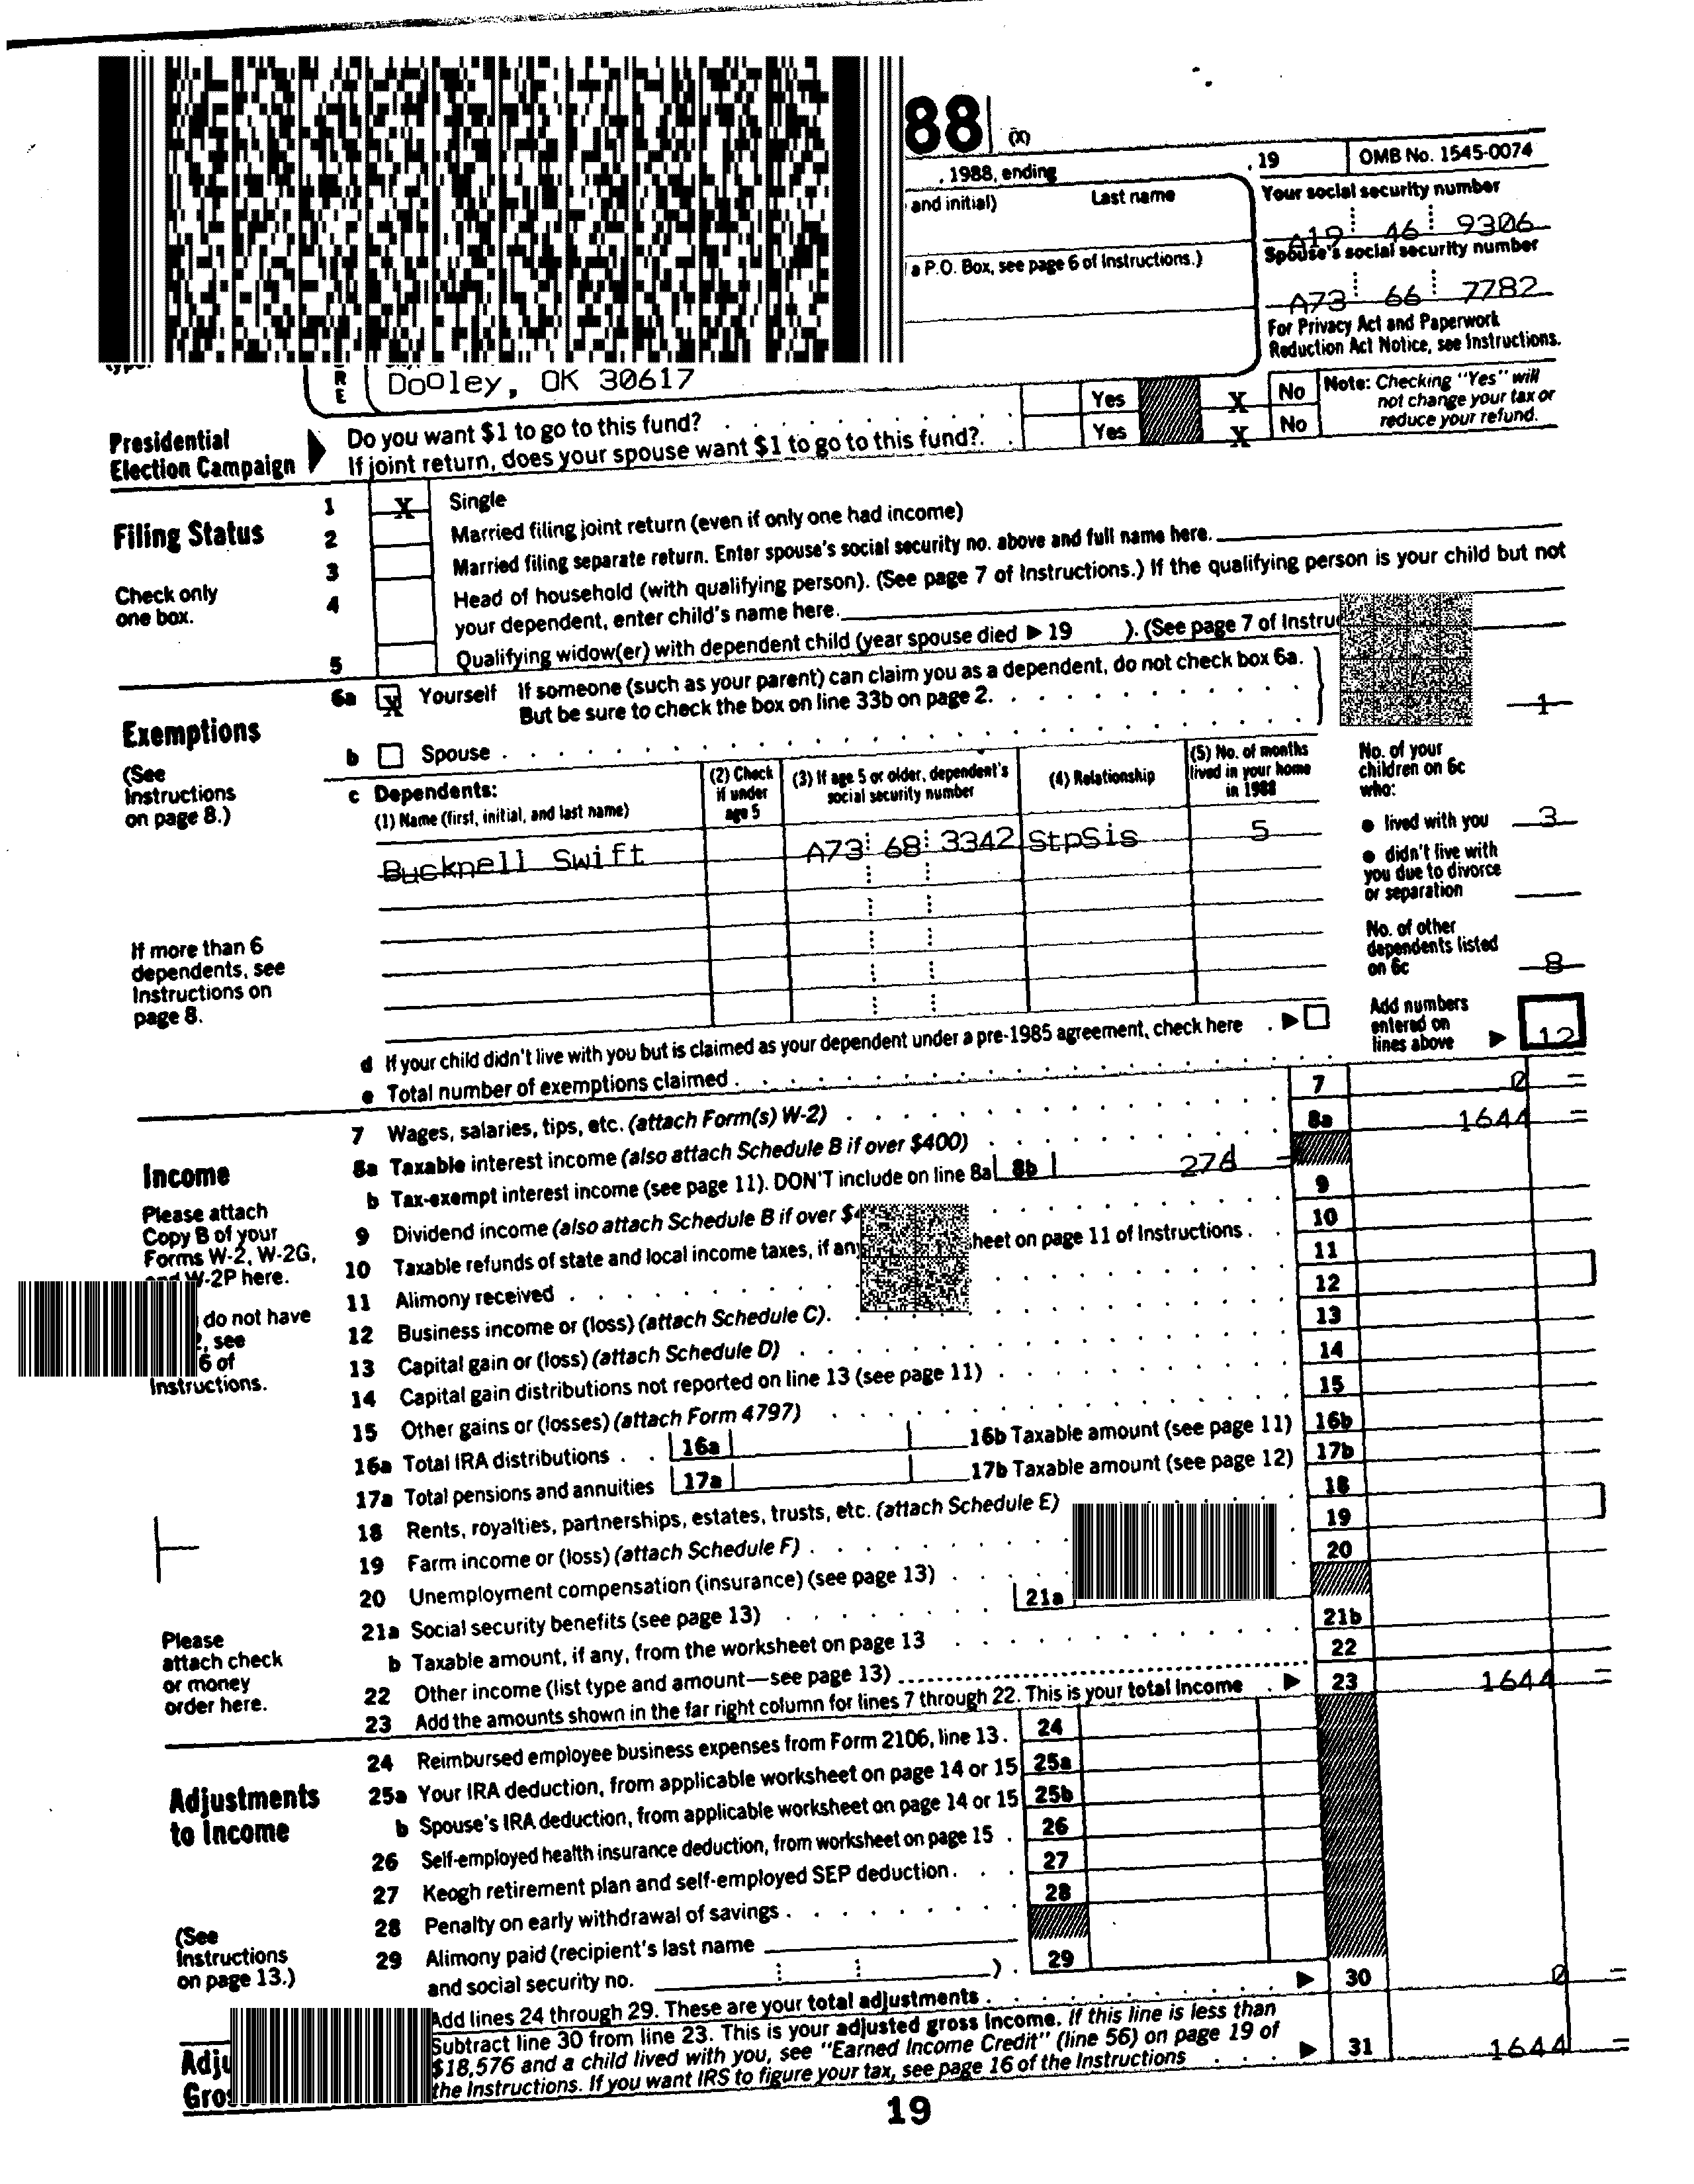 88 (X)
, 1988, ending , 19 OMB No. 1545-0074
and initial) Last name Your social security number
A19 46 9306
a P.O. Box, see page 6 of Instructions.) Spouse's social security number
A73 66 7782
For Privacy Act and Paperwork
Reduction Act Notice, see Instructions.
type.
R
E
Dooley, OK 30617
Presidential
Election Campaign
Do you want $1 to go to this fund? Yes X No
If joint return, does your spouse want $1 to go to this fund? Yes X No
Note: Checking "Yes" will
not change your tax or
reduce your refund.
Filing Status
Check only
one box.
1 X Single
2 Married filing joint return (even if only one had income)
3 Married filing separate return. Enter spouse's social security no. above and full name here.
4 Head of household (with qualifying person). (See page 7 of Instructions.) If the qualifying person is your child but not
your dependent, enter child's name here.
5 Qualifying widow(er) with dependent child (year spouse died ▶ 19 ). (See page 7 of Instru
Exemptions
(See
Instructions
on page 8.)
If more than 6
dependents, see
Instructions on
page 8.
6a X Yourself If someone (such as your parent) can claim you as a dependent, do not check box 6a.
But be sure to check the box on line 33b on page 2.
1
b Spouse
c Dependents:
(1) Name (first, initial, and last name)
(2) Check
if under
age 5
(3) If age 5 or older, dependent's
social security number
(4) Relationship
(5) No. of months
lived in your home
in 1988
Bucknell Swift A73 68 3342 StpSis 5
No. of your
children on 6c
who:
● lived with you 3
● didn't live with
you due to divorce
or separation
No. of other
dependents listed
on 6c 8
Add numbers
entered on
lines above ▶ 12
d If your child didn't live with you but is claimed as your dependent under a pre-1985 agreement, check here ▶
e Total number of exemptions claimed
Income
Please attach
Copy B of your
Forms W-2, W-2G,
and W-2P here.
do not have
, see
6 of
Instructions.
Please
attach check
or money
order here.
7 Wages, salaries, tips, etc. (attach Form(s) W-2) 7 0
8a Taxable interest income (also attach Schedule B if over $400) 8a 1644
b Tax-exempt interest income (see page 11). DON'T include on line 8a 8b 276
9 Dividend income (also attach Schedule B if over $4 9
10 Taxable refunds of state and local income taxes, if any heet on page 11 of Instructions 10
11 Alimony received 11
12 Business income or (loss) (attach Schedule C) 12
13 Capital gain or (loss) (attach Schedule D) 13
14 Capital gain distributions not reported on line 13 (see page 11) 14
15 Other gains or (losses) (attach Form 4797) 15
16a Total IRA distributions 16a 16b Taxable amount (see page 11) 16b
17a Total pensions and annuities 17a 17b Taxable amount (see page 12) 17b
18 Rents, royalties, partnerships, estates, trusts, etc. (attach Schedule E) 18
19 Farm income or (loss) (attach Schedule F) 19
20 Unemployment compensation (insurance) (see page 13) 20
21a Social security benefits (see page 13) 21a
b Taxable amount, if any, from the worksheet on page 13 21b
22 Other income (list type and amount—see page 13) 22
23 Add the amounts shown in the far right column for lines 7 through 22. This is your total income ▶ 23 1644
Adjustments
to Income
(See
Instructions
on page 13.)
24 Reimbursed employee business expenses from Form 2106, line 13 24
25a Your IRA deduction, from applicable worksheet on page 14 or 15 25a
b Spouse's IRA deduction, from applicable worksheet on page 14 or 15 25b
26 Self-employed health insurance deduction, from worksheet on page 15 26
27 Keogh retirement plan and self-employed SEP deduction 27
28 Penalty on early withdrawal of savings 28
29 Alimony paid (recipient's last name
and social security no. ) 29
Add lines 24 through 29. These are your total adjustments ▶ 30 0
Adju
Gros
Subtract line 30 from line 23. This is your adjusted gross income. If this line is less than
$18,576 and a child lived with you, see "Earned Income Credit" (line 56) on page 19 of
the Instructions. If you want IRS to figure your tax, see page 16 of the Instructions ▶ 31 1644
19